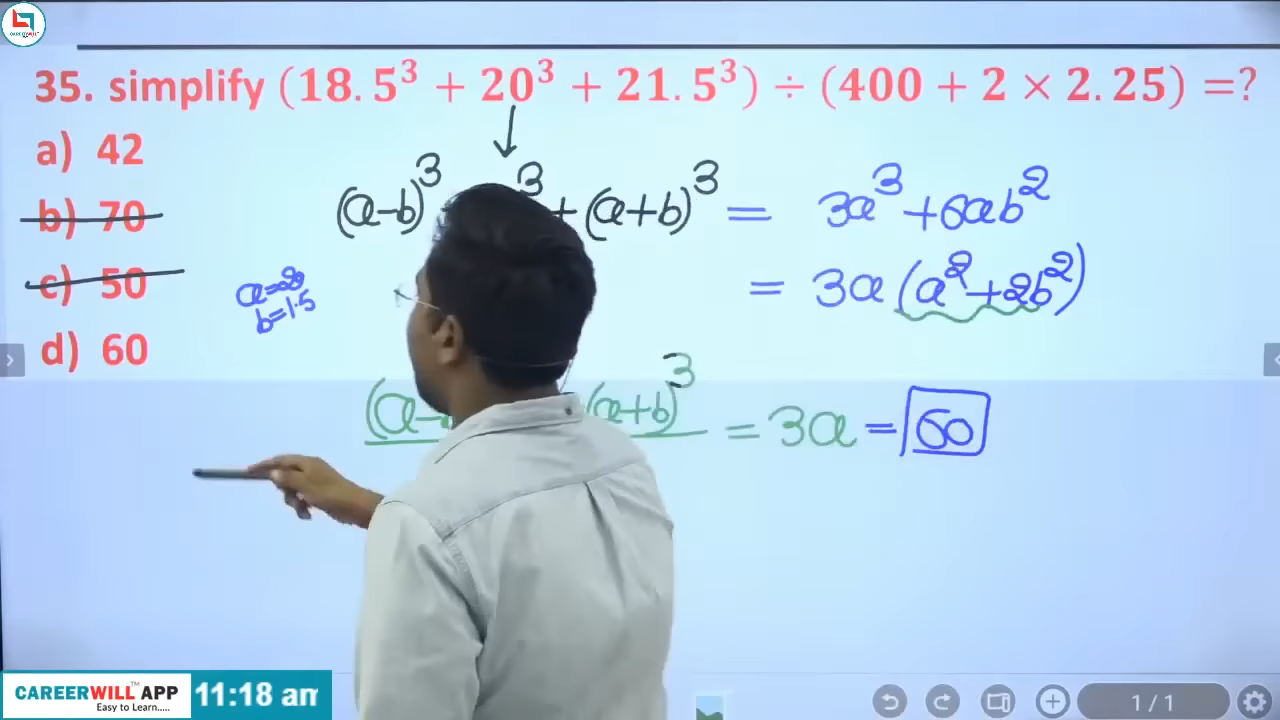 CAREERWILL
35. simplify (18.5³ + 20³ + 21.5³) ÷ (400 + 2 × 2.25) =?
a) 42
b) 70
c) 50
d) 60
(a-b)³ ³ + (a+b)³ = 3a³ + 6ab²
= 3a (a² + 2b²)
a=20
b=1.5
(a- (a+b)³ = 3a = 60
CAREERWILL APP
Easy to Learn.....
11:18 am
1 / 1